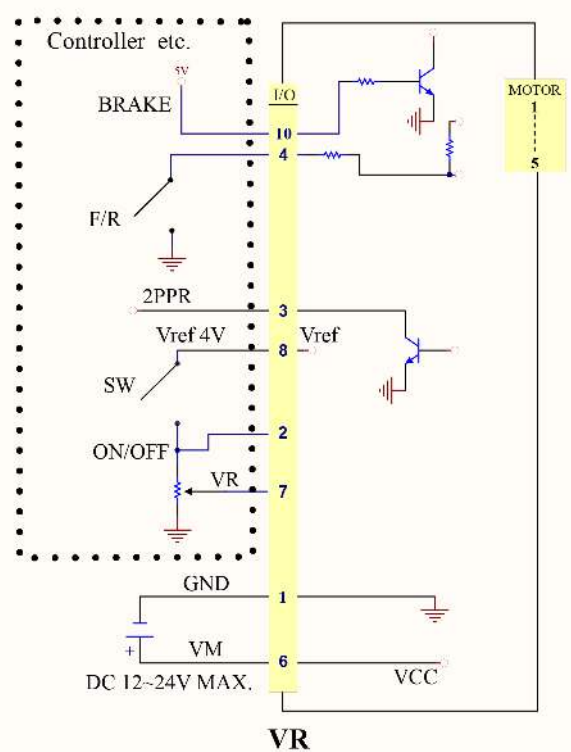 Controller etc.
5V
BRAKE
I/O
MOTOR
1
5
10
4
F/R
2PPR
3
Vref 4V
8
Vref
SW
2
ON/OFF
VR
7
GND
1
VM
6
+
DC 12~24V MAX.
VCC
VR